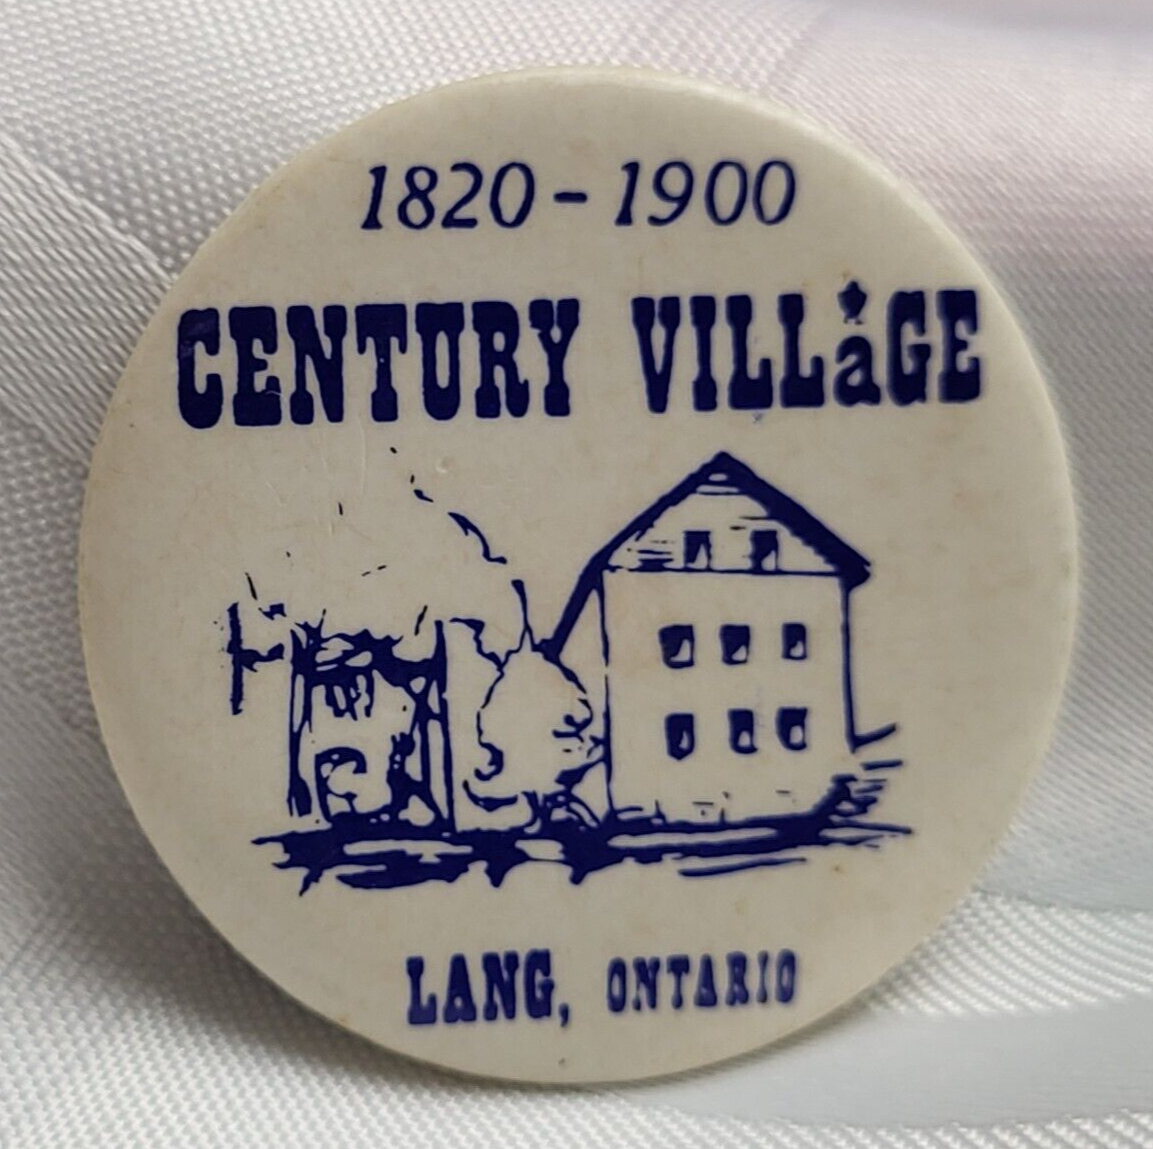 1820 - 1900
CENTURY VILLaGE
LANG, ONTARIO